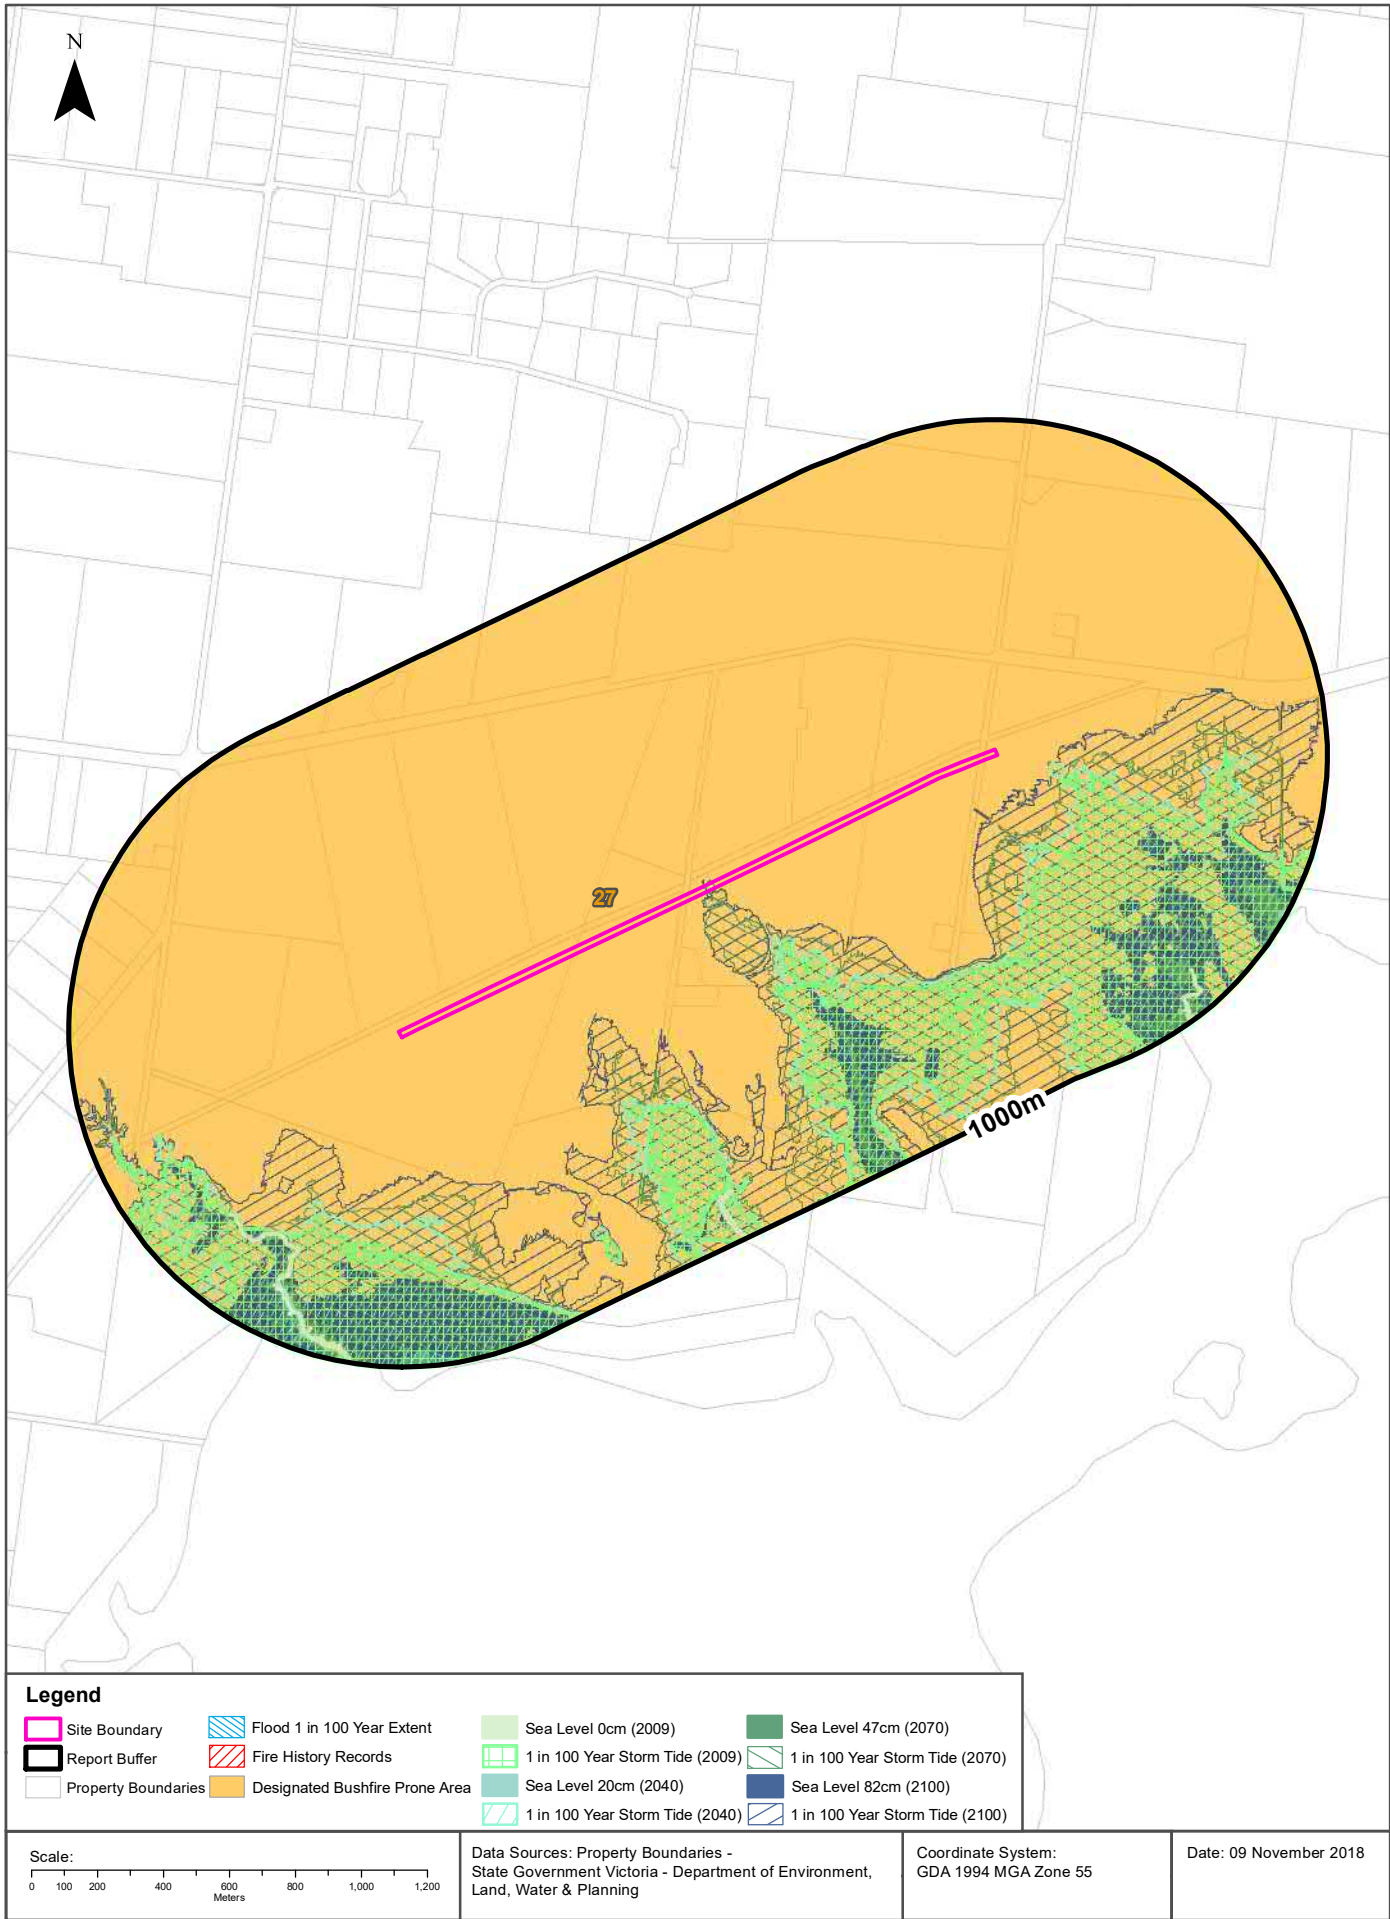 N
27
1000m
Legend
Site Boundary
Report Buffer
Property Boundaries
Flood 1 in 100 Year Extent
Fire History Records
Designated Bushfire Prone Area
Sea Level 0cm (2009)
1 in 100 Year Storm Tide (2009)
Sea Level 20cm (2040)
1 in 100 Year Storm Tide (2040)
Sea Level 47cm (2070)
1 in 100 Year Storm Tide (2070)
Sea Level 82cm (2100)
1 in 100 Year Storm Tide (2100)
Scale:
0 100 200 400 600 800 1,000 1,200
Meters
Data Sources: Property Boundaries -
State Government Victoria - Department of Environment,
Land, Water & Planning
Coordinate System:
GDA 1994 MGA Zone 55
Date: 09 November 2018